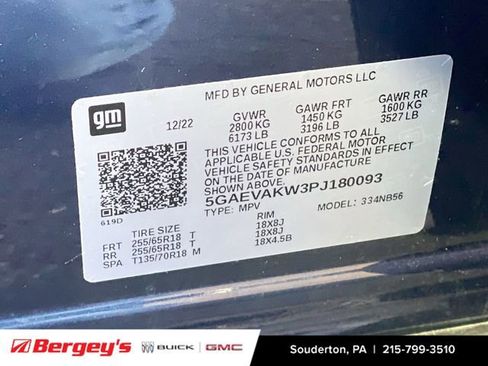 MFD BY GENERAL MOTORS LLC
gm
12/22
GVWR
2800 KG
6173 LB
GAWR FRT
1450 KG
3196 LB
GAWR RR
1600 KG
3527 LB
THIS VEHICLE CONFORMS TO ALL
APPLICABLE U.S. FEDERAL MOTOR
VEHICLE SAFETY STANDARDS IN
EFFECT ON THE DATE OF
MANUFACTURE SHOWN ABOVE.
5GAEVAKW3PJ180093
TYPE: MPV
MODEL: 334NB56
619D
TIRE SIZE
RIM
FRT 255/65R18 T 18X8J
RR 255/65R18 T 18X8J
SPA T135/70R18 M 18X4.5B
Bergey's
BUICK
GMC
Souderton, PA | 215-799-3510